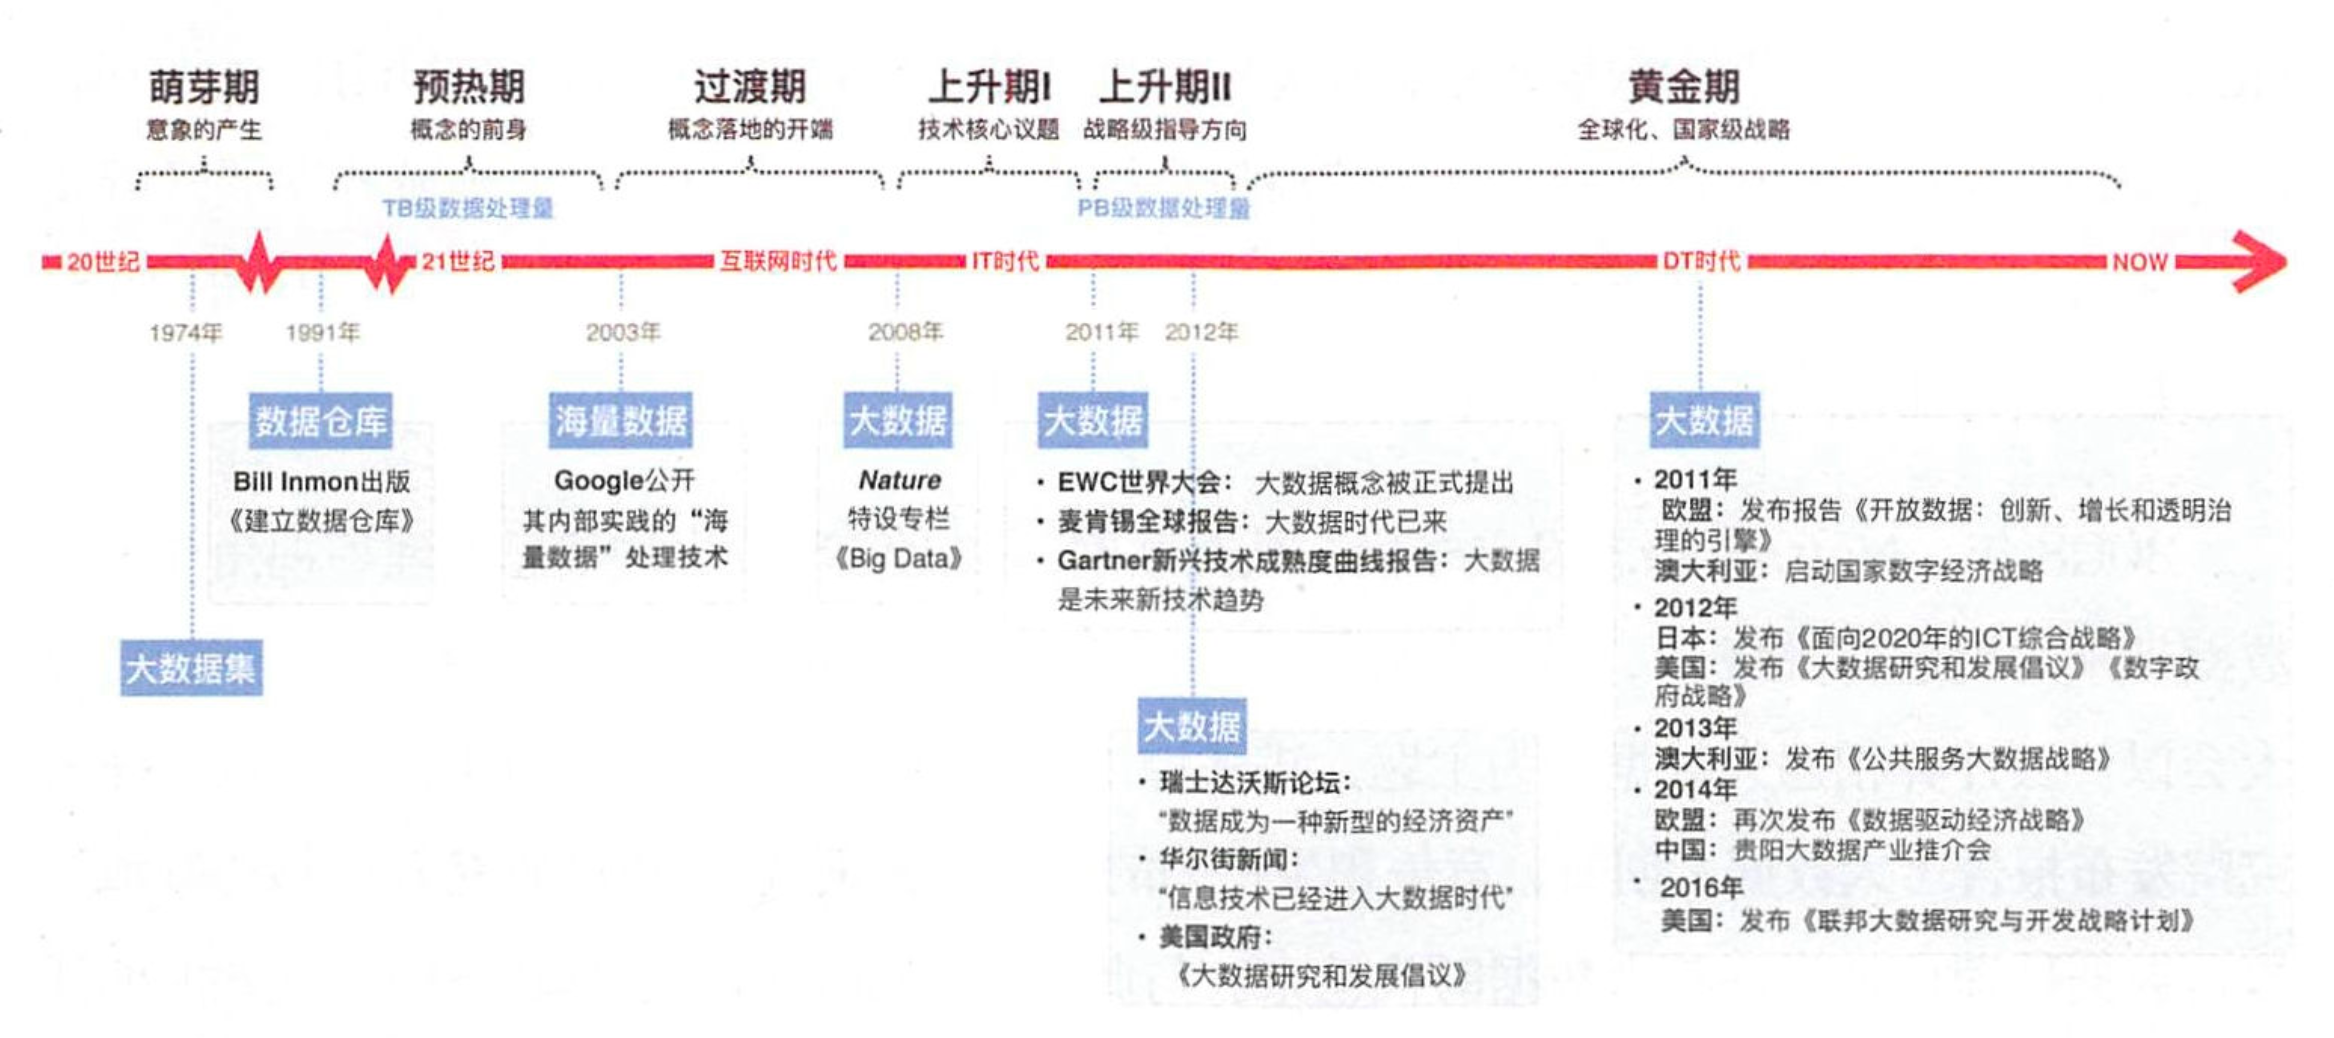 萌芽期
意象的产生
预热期
概念的前身
过渡期
概念落地的开端
上升期I
技术核心议题
上升期II
战略级指导方向
黄金期
全球化、国家级战略
TB级数据处理量
PB级数据处理量
20世纪
21世纪
互联网时代
IT时代
DT时代
NOW
1974年
1991年
2003年
2008年
2011年
2012年
大数据集
数据仓库
Bill Inmon出版
《建立数据仓库》
海量数据
Google公开
其内部实践的“海
量数据”处理技术
大数据
Nature
特设专栏
《Big Data》
大数据
· EWC世界大会：大数据概念被正式提出
· 麦肯锡全球报告：大数据时代已来
· Gartner新兴技术成熟度曲线报告：大数据
是未来新技术趋势
大数据
· 瑞士达沃斯论坛：
“数据成为一种新型的经济资产”
· 华尔街新闻：
“信息技术已经进入大数据时代”
· 美国政府：
《大数据研究和发展倡议》
大数据
· 2011年
欧盟：发布报告《开放数据：创新、增长和透明治
理的引擎》
澳大利亚：启动国家数字经济战略
· 2012年
日本：发布《面向2020年的ICT综合战略》
美国：发布《大数据研究和发展倡议》《数字政
府战略》
· 2013年
澳大利亚：发布《公共服务大数据战略》
· 2014年
欧盟：再次发布《数据驱动经济战略》
中国：贵阳大数据产业推介会
· 2016年
美国：发布《联邦大数据研究与开发战略计划》